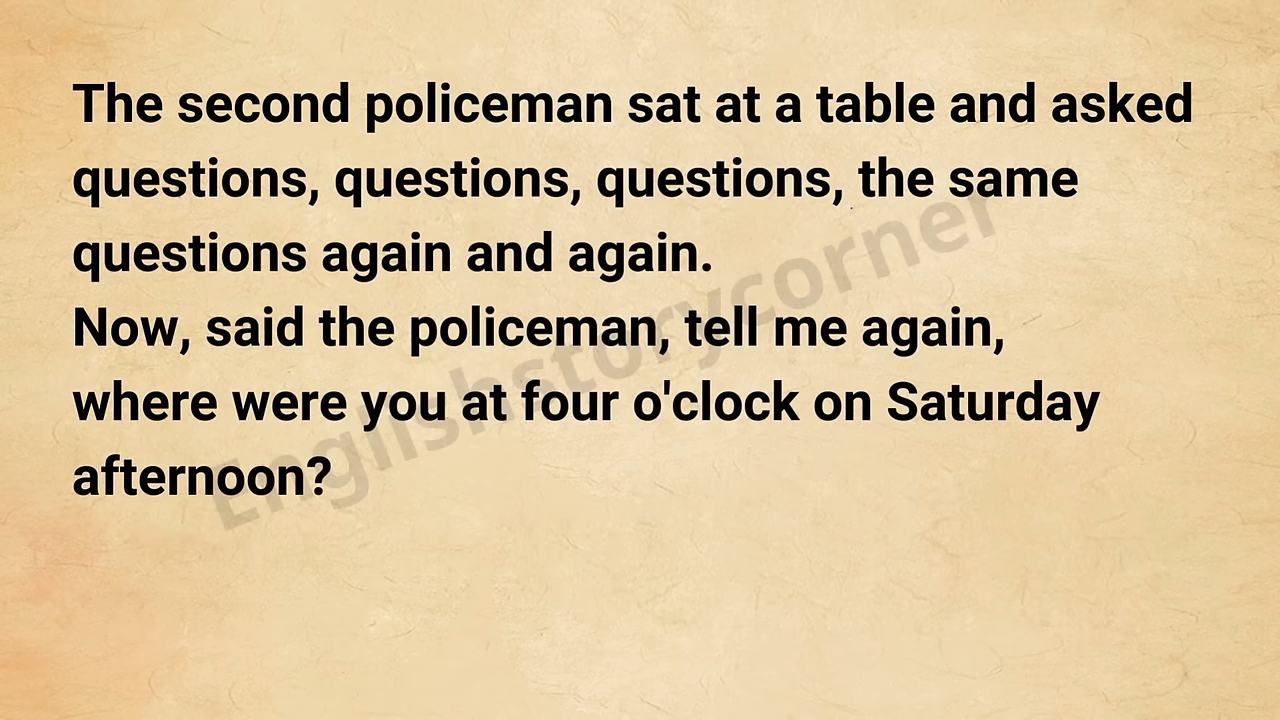 The second policeman sat at a table and asked
questions, questions, questions, the same
questions again and again.
Now, said the policeman, tell me again,
where were you at four o'clock on Saturday
afternoon?
Englishstorycorner